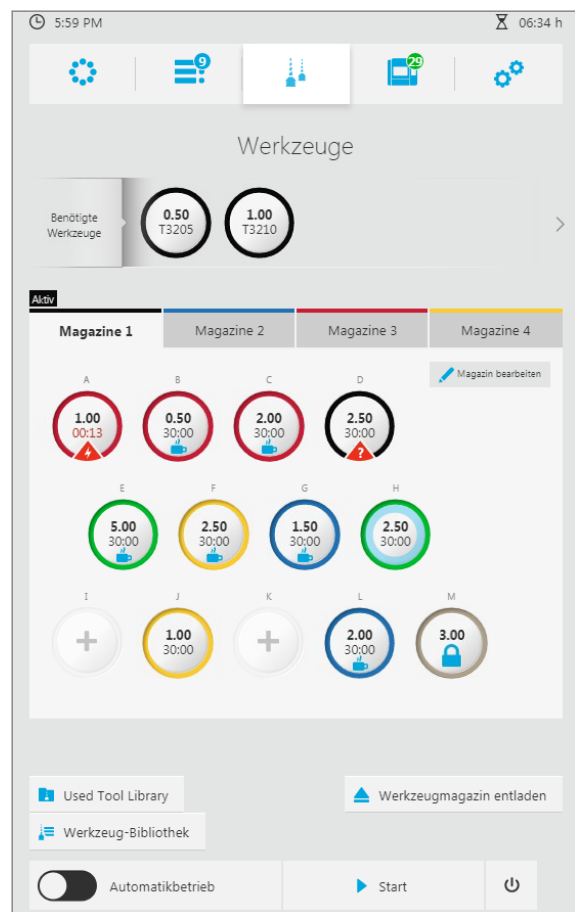 5:59 PM 06:34 h
9 29
Werkzeuge
Benötigte
Werkzeuge
0.50
T3205
1.00
T3210
Aktiv
Magazine 1 Magazine 2 Magazine 3 Magazine 4
Magazin bearbeiten
A B C D
1.00 0.50 2.00 2.50
00:13 30:00 30:00 30:00
?
E F G H
5.00 2.50 1.50 2.50
30:00 30:00 30:00 30:00
I J K L M
+ 1.00 + 2.00 3.00
30:00 30:00
Used Tool Library Werkzeugmagazin entladen
Werkzeug-Bibliothek
Automatikbetrieb Start